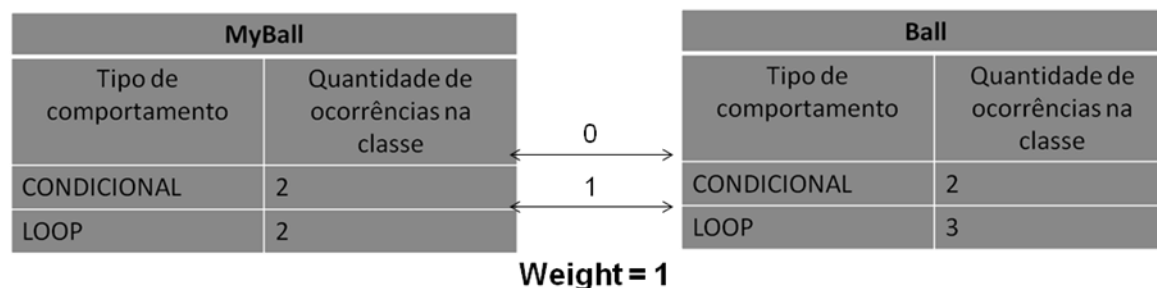 MyBall
Tipo de
comportamento
Quantidade de
ocorrências na
classe
CONDICIONAL 2
LOOP 2
0
1
Ball
Tipo de
comportamento
Quantidade de
ocorrências na
classe
CONDICIONAL 2
LOOP 3
Weight = 1